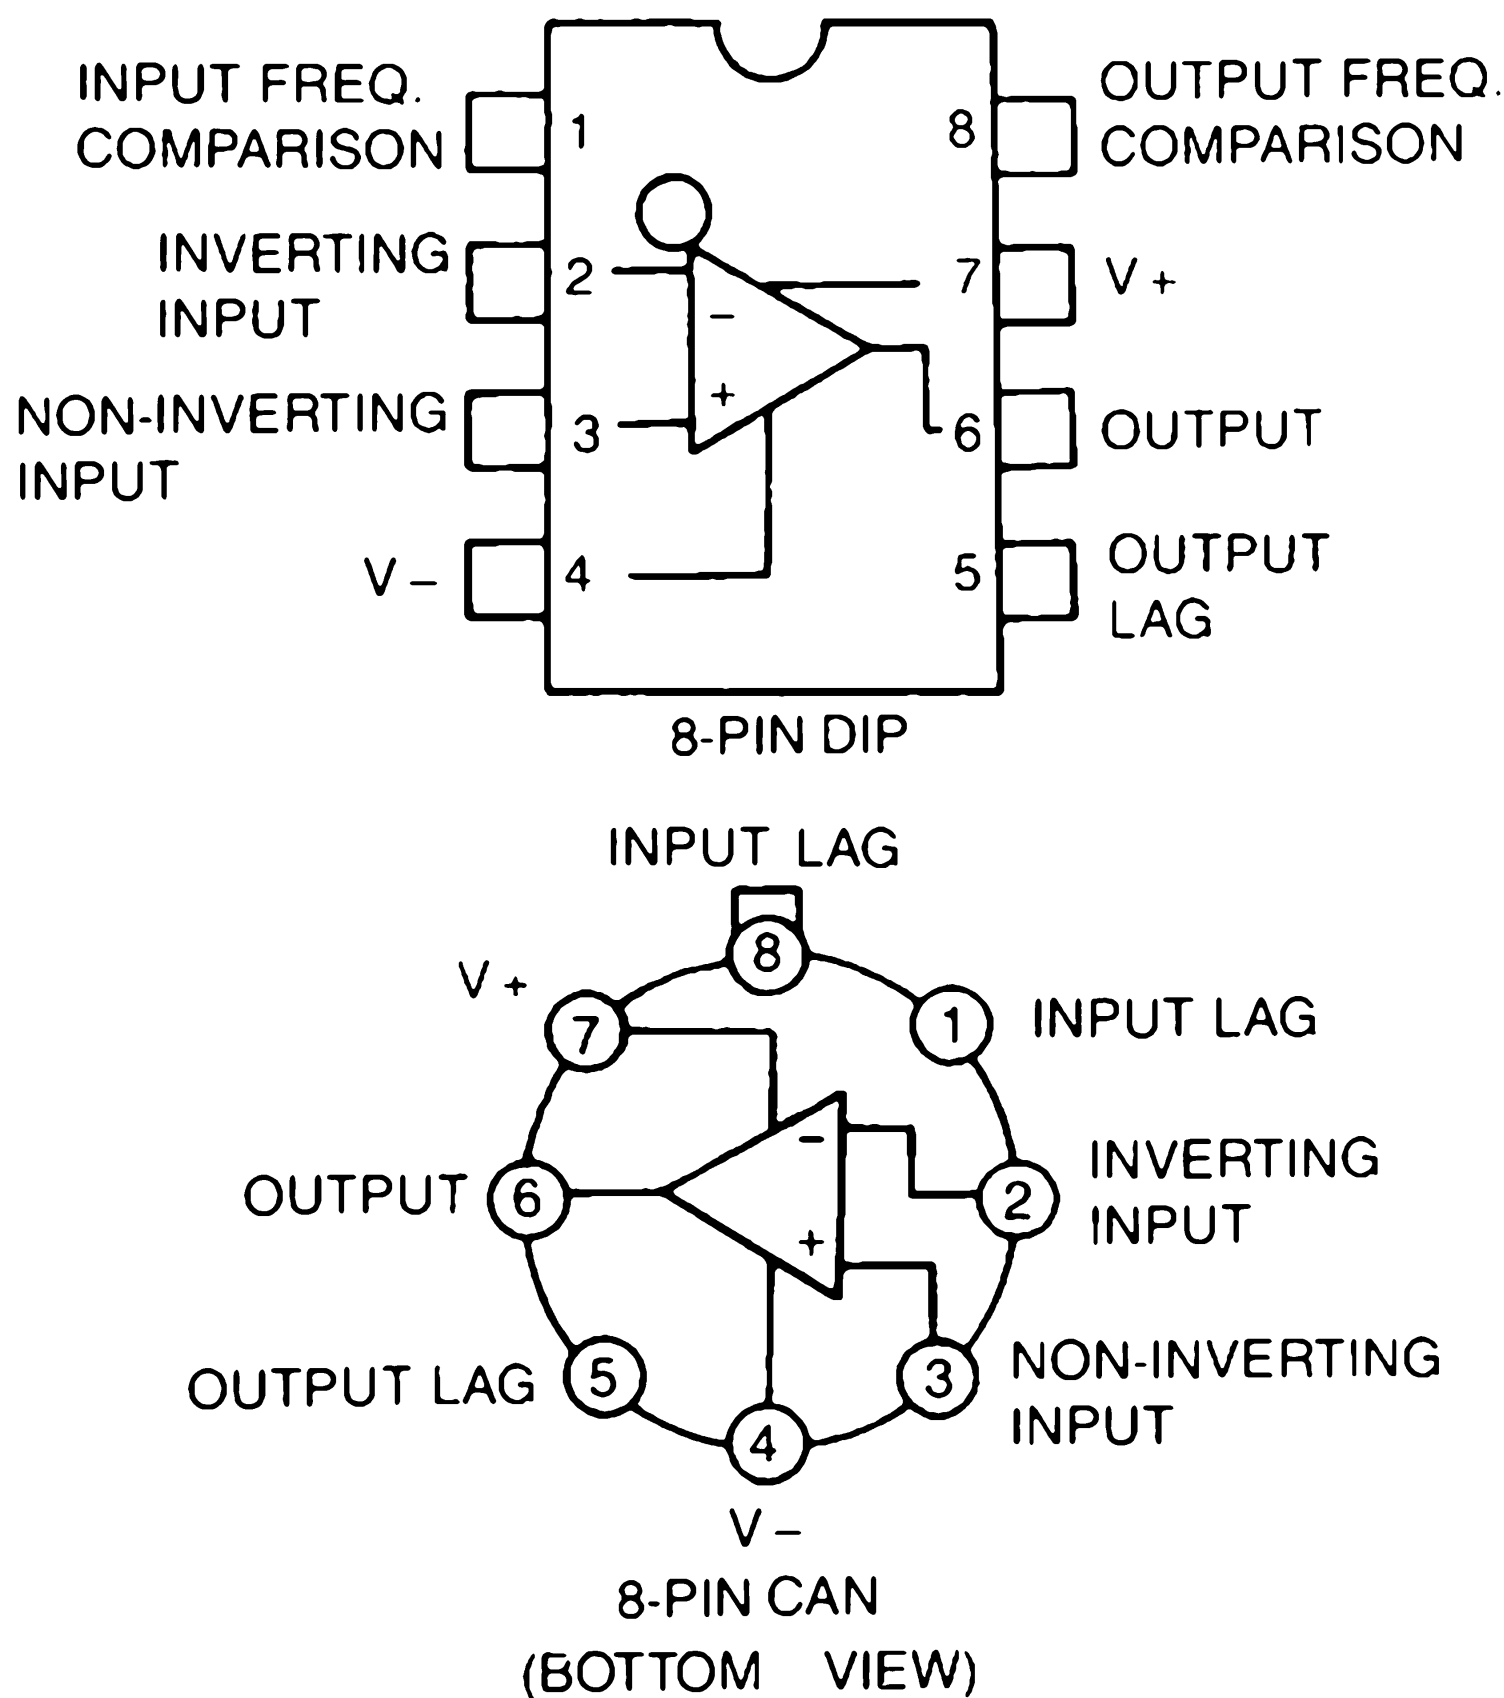 INPUT FREQ.
COMPARISON
1
8
OUTPUT FREQ.
COMPARISON
INVERTING
INPUT
2
7
V +
−
+
NON-INVERTING
INPUT
3
6
OUTPUT
V −
4
5
OUTPUT
LAG
8-PIN DIP
INPUT LAG
8
V +
7
1
INPUT LAG
−
+
OUTPUT
6
2
INVERTING
INPUT
OUTPUT LAG
5
3
NON-INVERTING
INPUT
4
V −
8-PIN CAN
(BOTTOM VIEW)